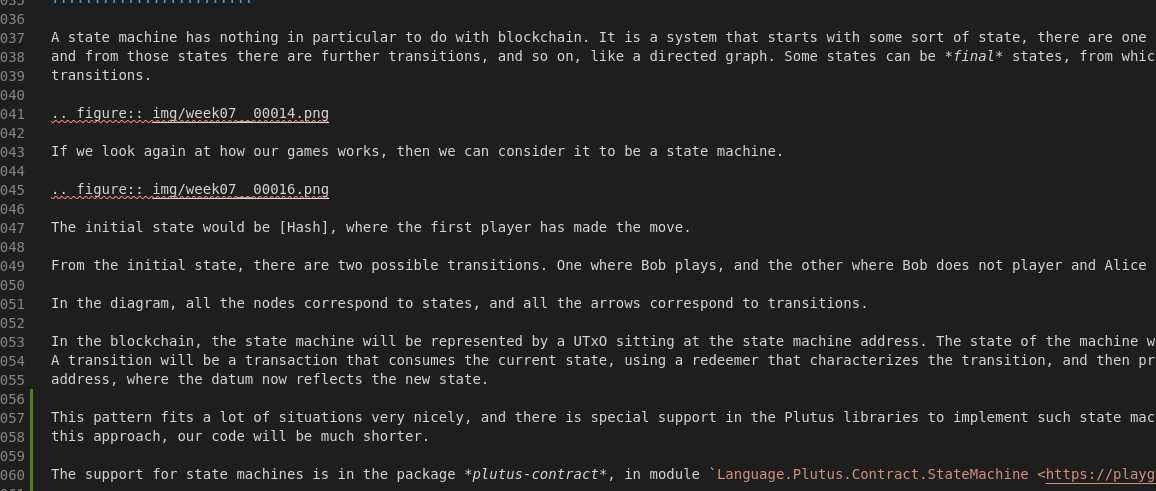 036
037 A state machine has nothing in particular to do with blockchain. It is a system that starts with some sort of state, there are one
038 and from those states there are further transitions, and so on, like a directed graph. Some states can be *final* states, from whic
039 transitions.
040
041 .. figure:: img/week07__00014.png
042
043 If we look again at how our games works, then we can consider it to be a state machine.
044
045 .. figure:: img/week07__00016.png
046
047 The initial state would be [Hash], where the first player has made the move.
048
049 From the initial state, there are two possible transitions. One where Bob plays, and the other where Bob does not player and Alice
050
051 In the diagram, all the nodes correspond to states, and all the arrows correspond to transitions.
052
053 In the blockchain, the state machine will be represented by a UTxO sitting at the state machine address. The state of the machine w
054 A transition will be a transaction that consumes the current state, using a redeemer that characterizes the transition, and then pr
055 address, where the datum now reflects the new state.
056
057 This pattern fits a lot of situations very nicely, and there is special support in the Plutus libraries to implement such state mac
058 this approach, our code will be much shorter.
059
060 The support for state machines is in the package *plutus-contract*, in module `Language.Plutus.Contract.StateMachine <https://playg